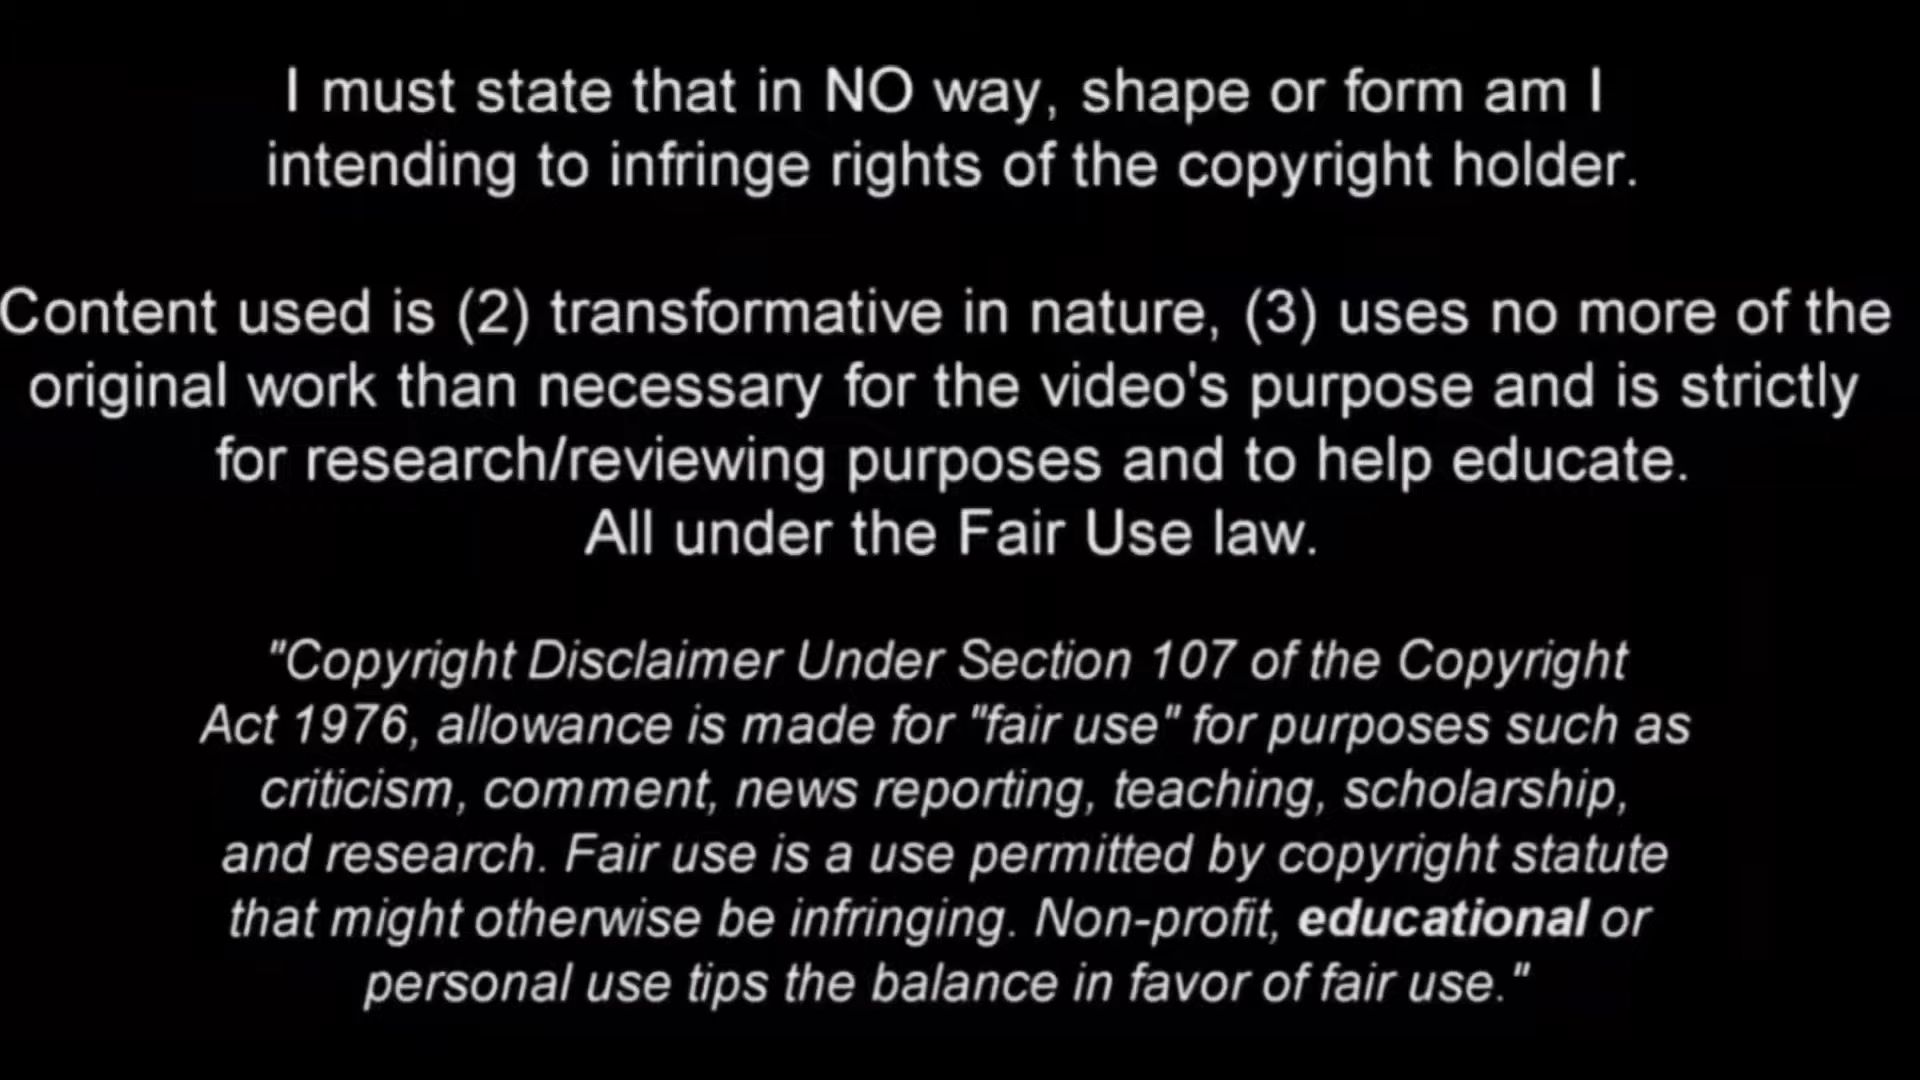 I must state that in NO way, shape or form am I
intending to infringe rights of the copyright holder.
Content used is (2) transformative in nature, (3) uses no more of the
original work than necessary for the video's purpose and is strictly
for research/reviewing purposes and to help educate.
All under the Fair Use law.
"Copyright Disclaimer Under Section 107 of the Copyright
Act 1976, allowance is made for "fair use" for purposes such as
criticism, comment, news reporting, teaching, scholarship,
and research. Fair use is a use permitted by copyright statute
that might otherwise be infringing. Non-profit, educational or
personal use tips the balance in favor of fair use."